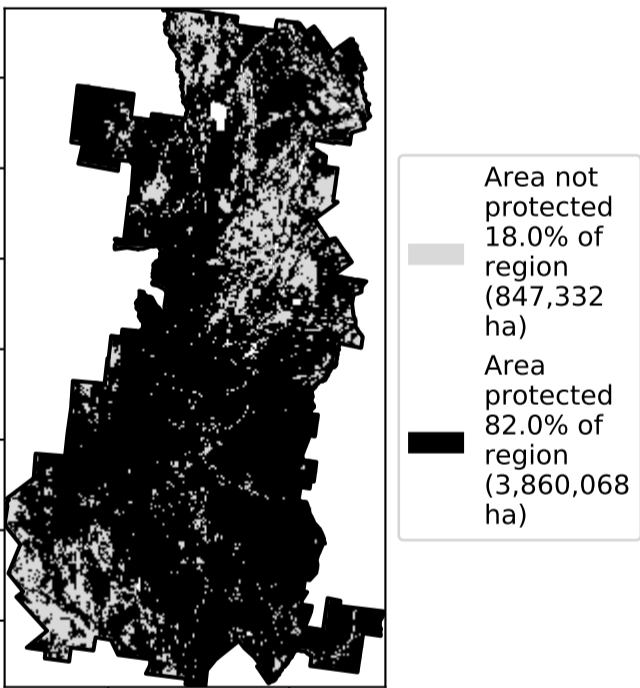 Area not
protected
18.0% of
region
(847,332
ha)
Area
protected
82.0% of
region
(3,860,068
ha)